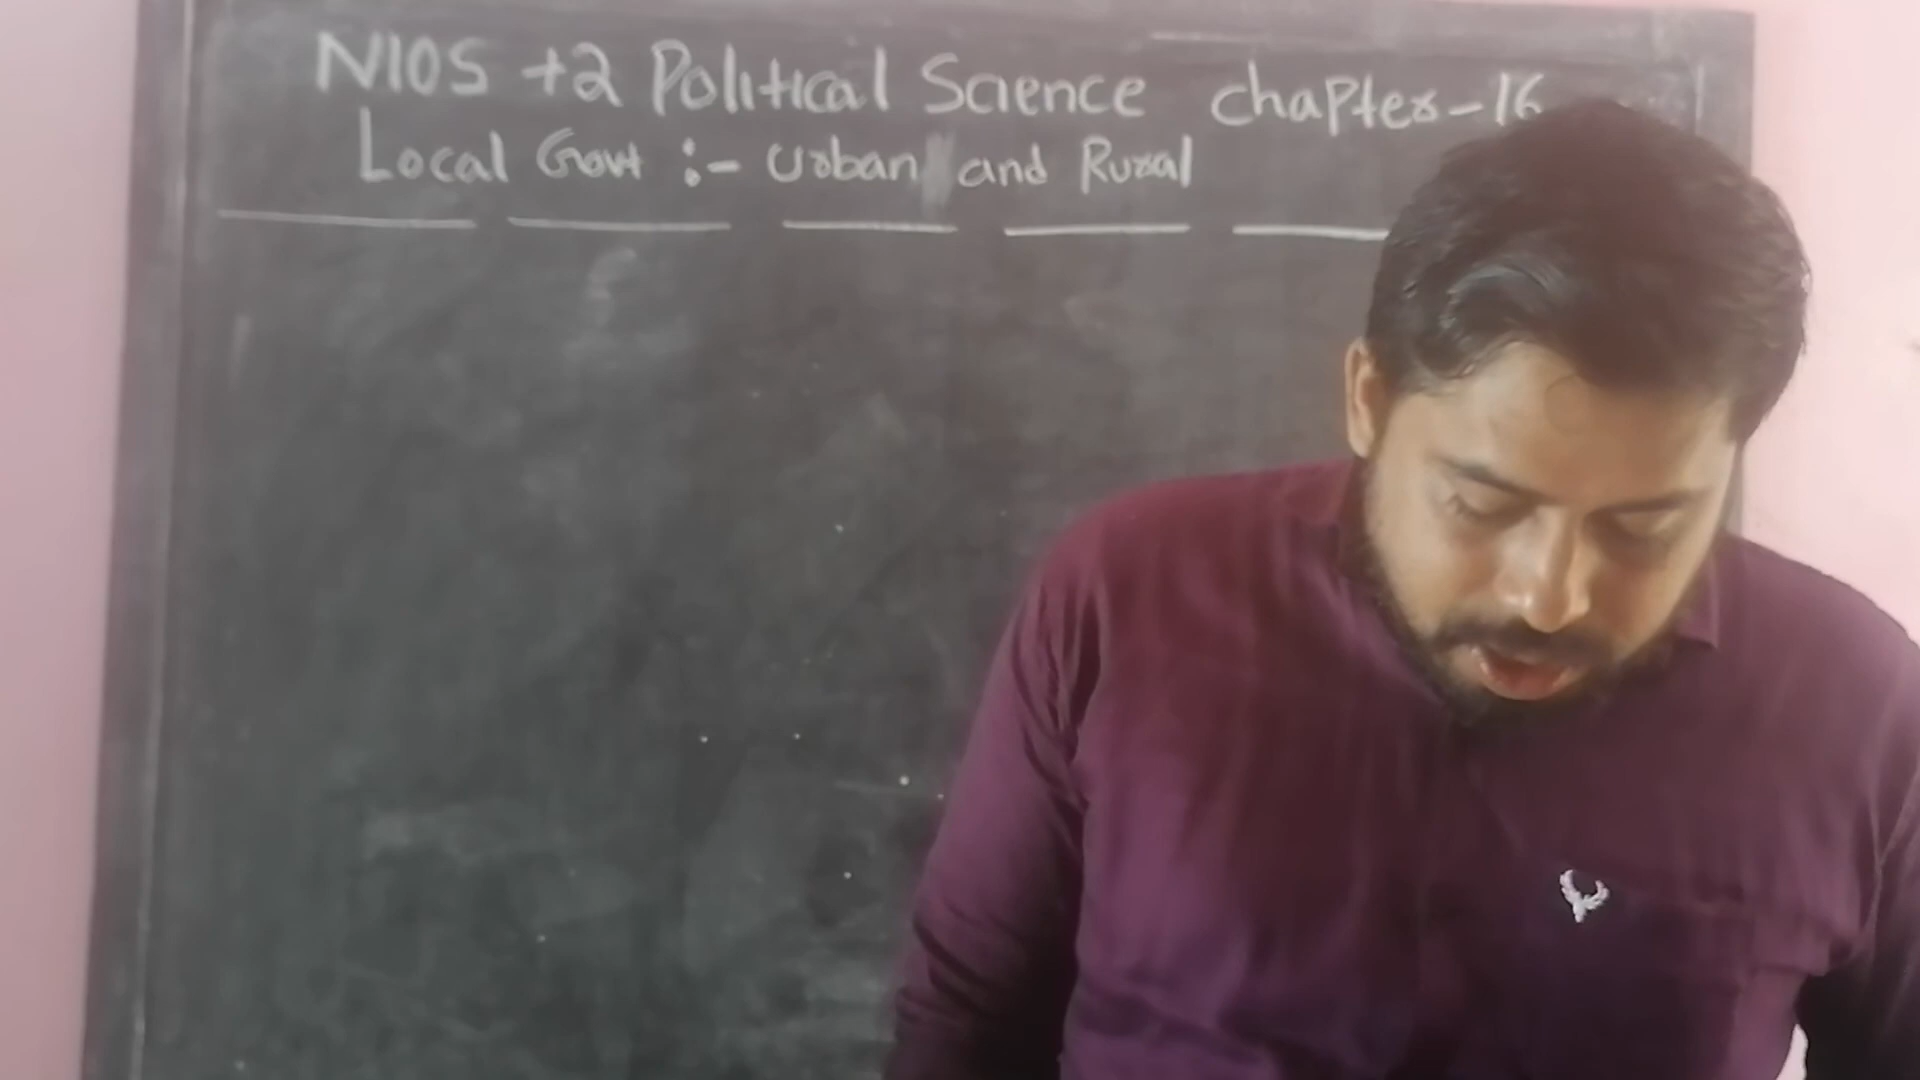 NIOS +2 Political Science chapter-16
Local Govt :- Urban and Rural